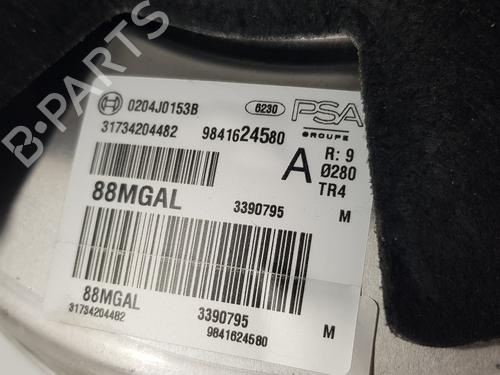 0204J0153B 6230 PSA
GROUPE
31734204482 9841624580
A R: 9
Ø280
TR4
88MGAL 3390795 M
88MGAL 3390795 M
31734204482 9841624580
B-PARTS